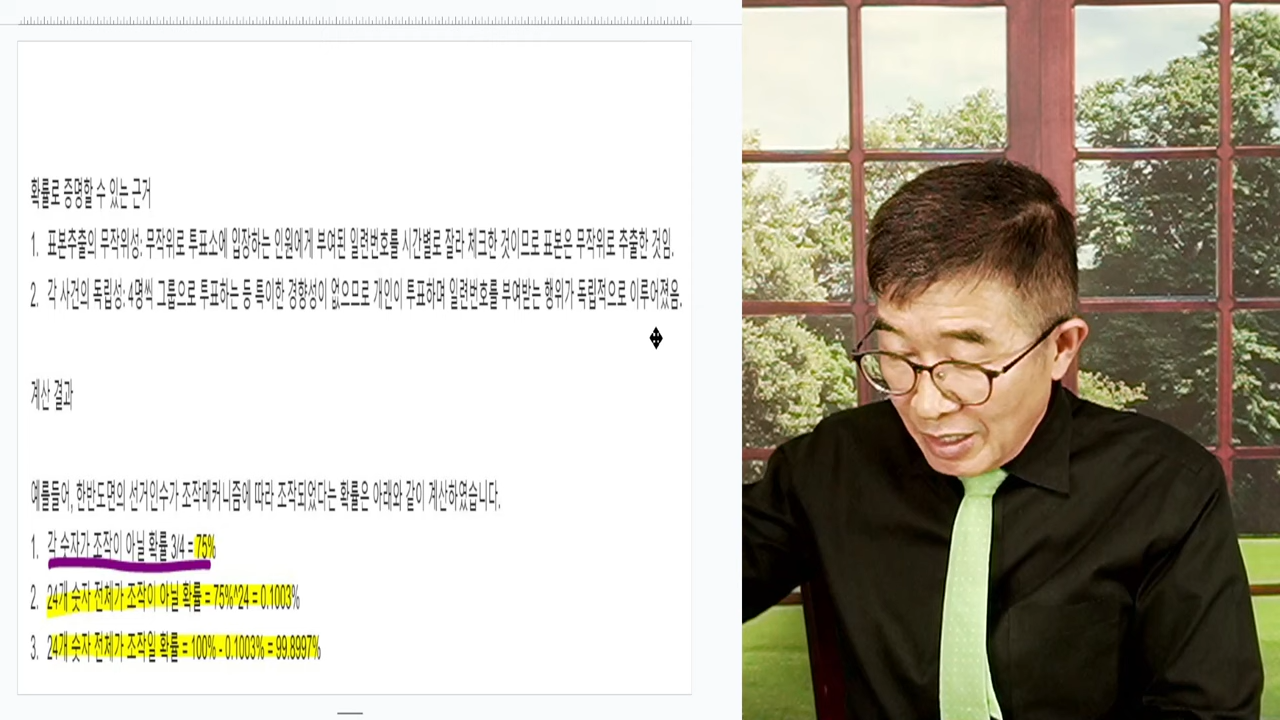 확률로 증명할 수 있는 근거
1. 표본추출의 무작위성: 무작위로 투표소에 입장하는 인원에게 부여된 일련번호를 시간별로 잘라 체크한 것이므로 표본은 무작위로 추출한 것임.
2. 각 사건의 독립성: 4명씩 그룹으로 투표하는 등 특이한 경향성이 없으므로 개인이 투표하며 일련번호를 부여받는 행위가 독립적으로 이루어졌음.
계산 결과
예를들어, 한반도면의 선거인수가 조작메커니즘에 따라 조작되었다는 확률은 아래와 같이 계산하였습니다.
1. 각 숫자가 조작이 아닐 확률 3/4 = 75%
2. 24개 숫자 전체가 조작이 아닐 확률 = 75%^24 = 0.1003%
3. 24개 숫자 전체가 조작일 확률 = 100% - 0.1003% = 99.8997%